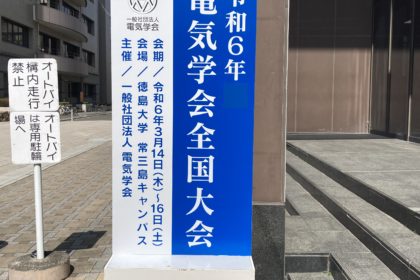 一般社団法人
電気学会
令和6年
電気学会全国大会
会期／令和6年3月14日(木)～16日(土)
会場／徳島大学 常三島キャンパス
主催／一般社団法人 電気学会
オートバイ
構内走行
禁止
オートバイ
は専用駐輪
場へ